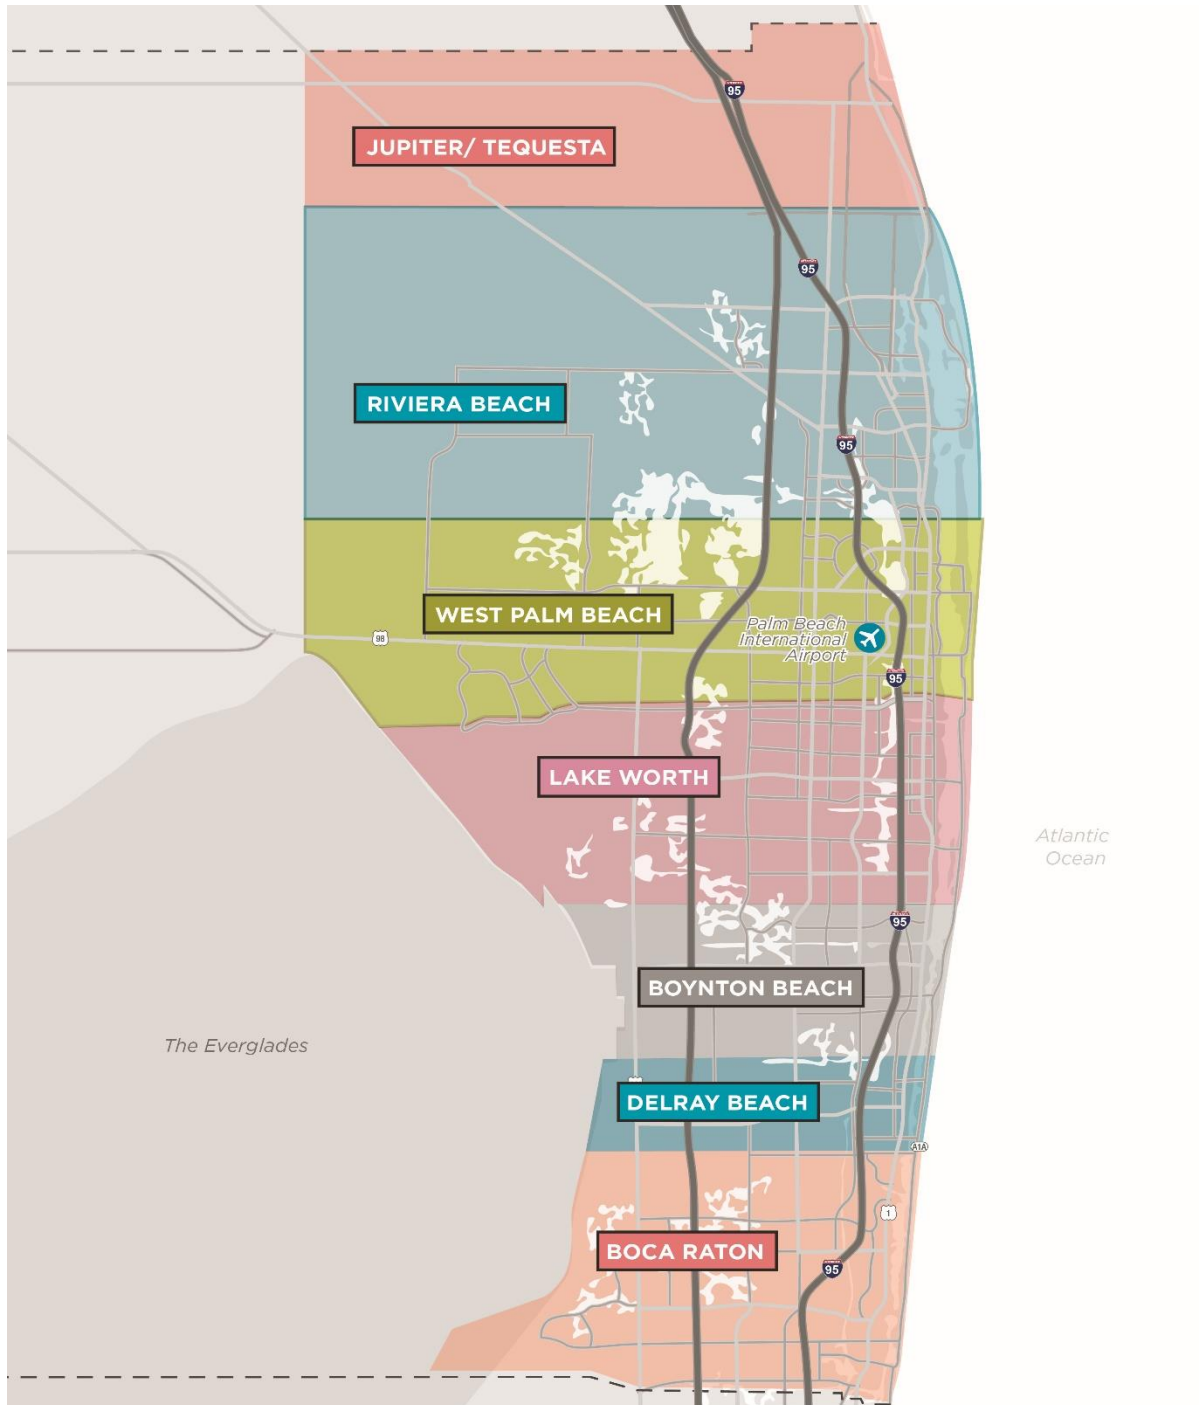 95
JUPITER/ TEQUESTA
95
RIVIERA BEACH
95
WEST PALM BEACH
Palm Beach
International
Airport
98
95
LAKE WORTH
Atlantic
Ocean
95
BOYNTON BEACH
The Everglades
DELRAY BEACH
A1A
1
BOCA RATON
95